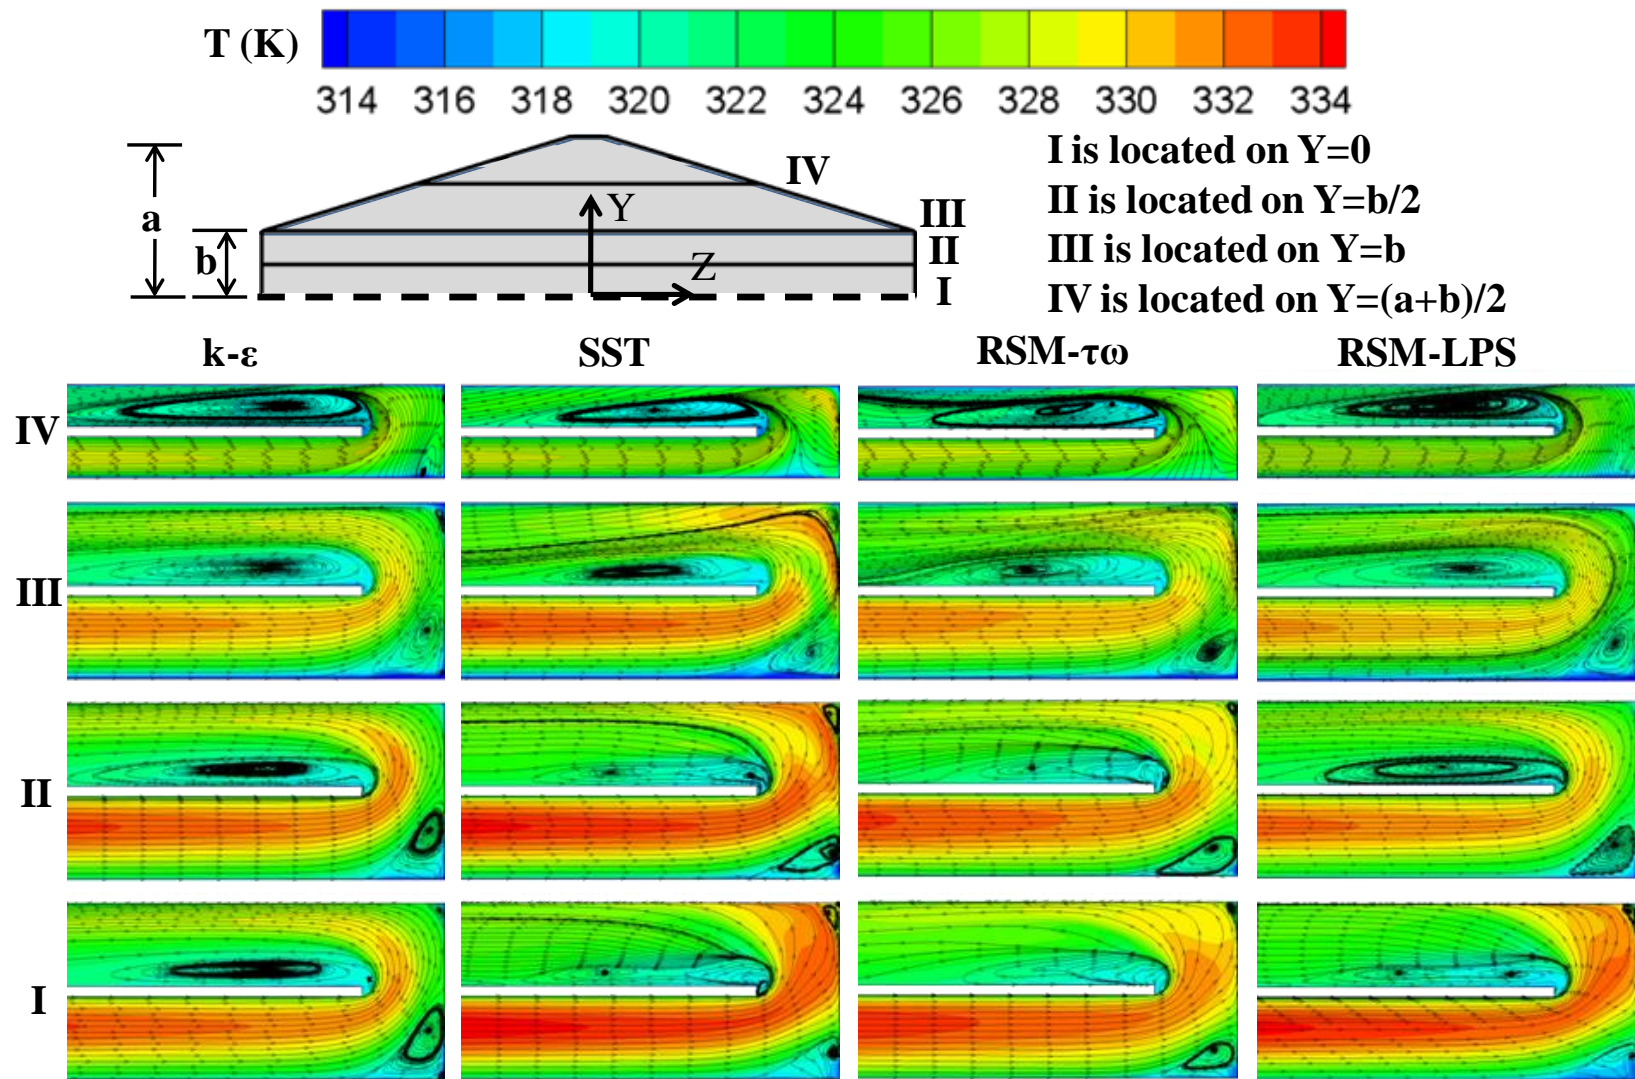 T (K)
314 316 318 320 322 324 326 328 330 332 334
a
b
Y
Z
IV
III
II
I
I is located on Y=0
II is located on Y=b/2
III is located on Y=b
IV is located on Y=(a+b)/2
k-ε SST RSM-τω RSM-LPS
IV
III
II
I